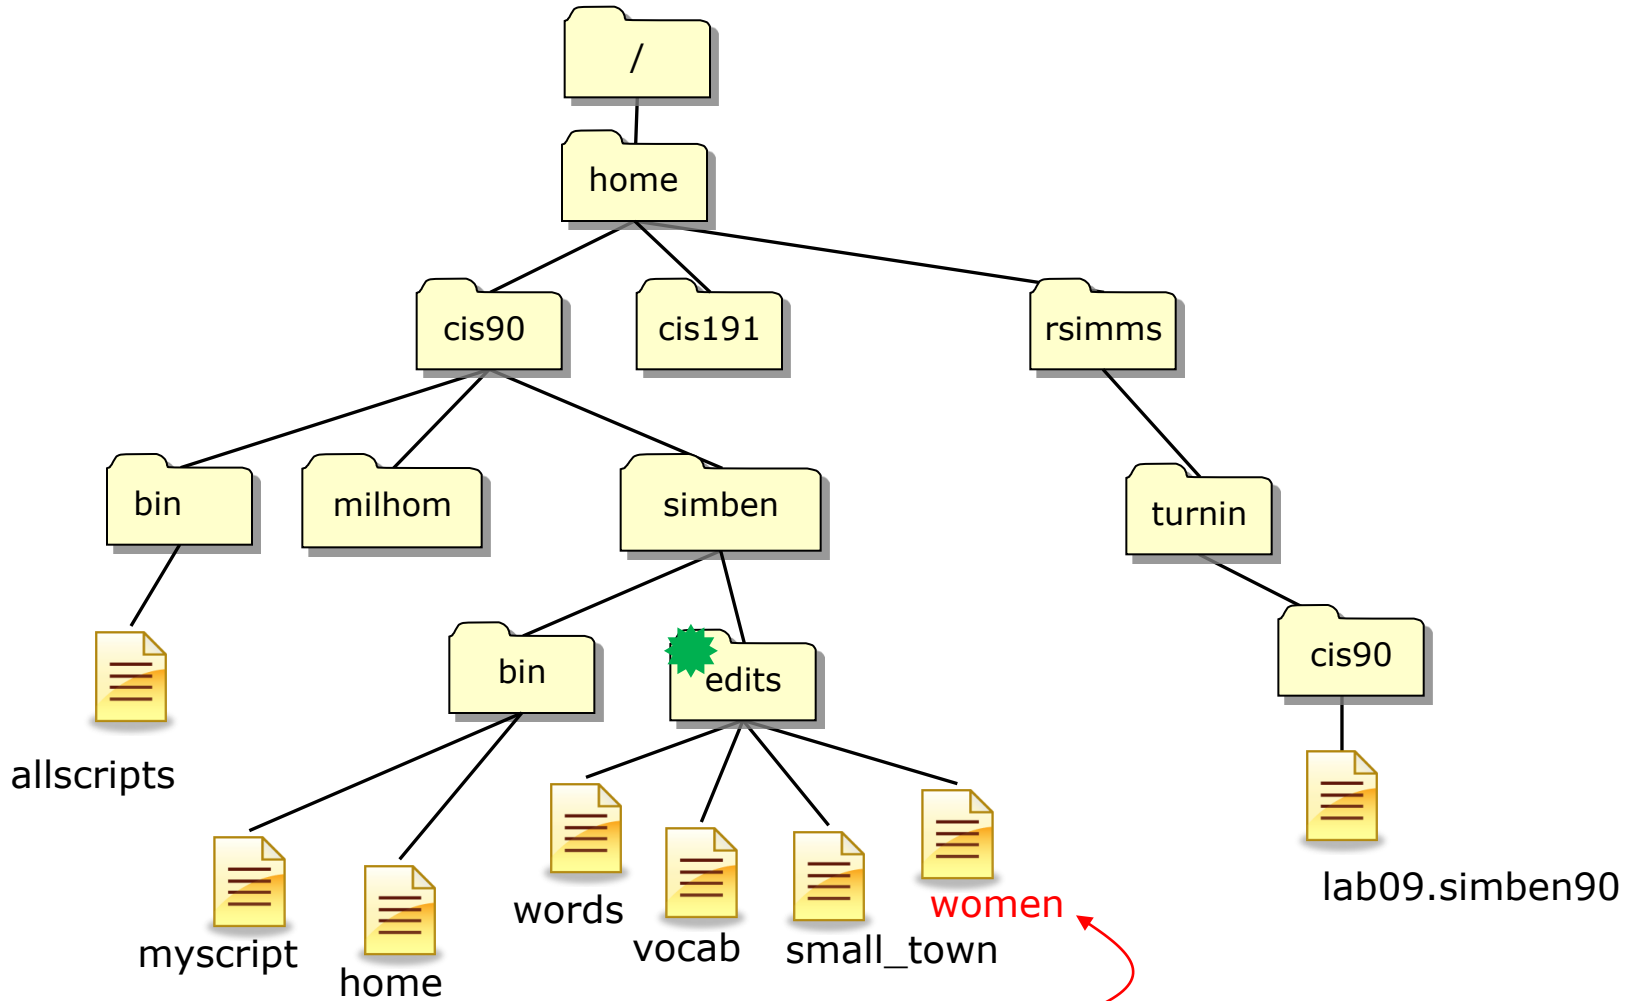 /
home
cis90
cis191
rsimms
bin
milhom
simben
turnin
bin
edits
cis90
allscripts
words
women
lab09.simben90
myscript
home
vocab
small_town